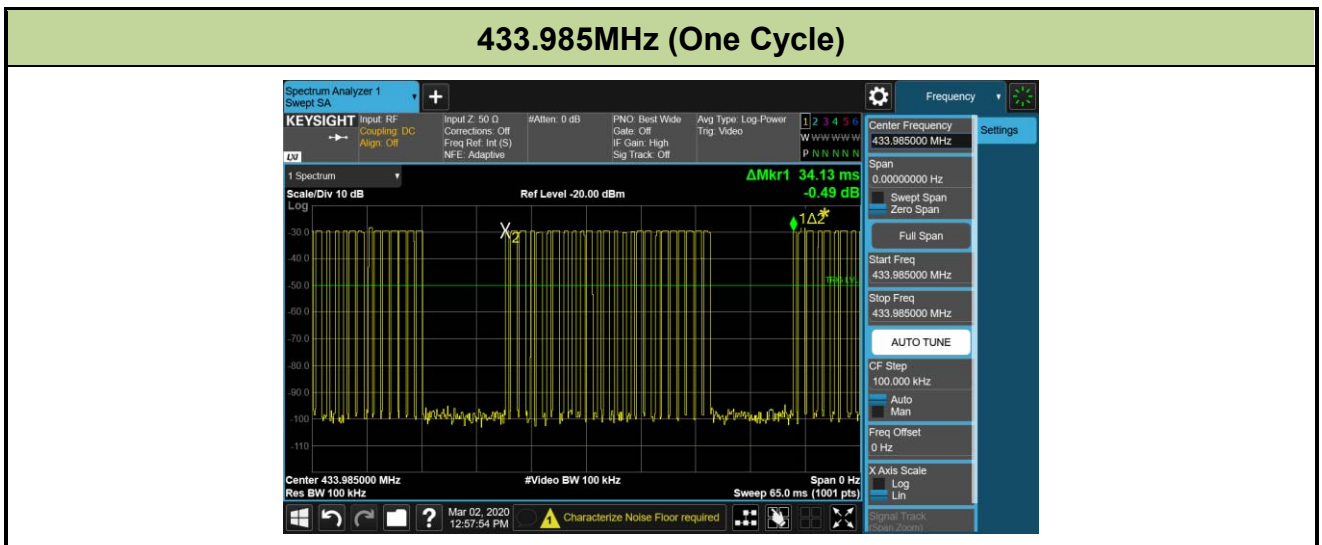 433.985MHz (One Cycle)
Spectrum Analyzer 1
Swept SA
+
Frequency
KEYSIGHT
LXI
Input: RF
Coupling: DC
Align: Off
Input Z: 50 Ω
Corrections: Off
Freq Ref: Int (S)
NFE: Adaptive
#Atten: 0 dB
PNO: Best Wide
Gate: Off
IF Gain: High
Sig Track: Off
Avg Type: Log-Power
Trig: Video
1 2 3 4 5 6
W W W W W W
P N N N N N
Center Frequency
433.985000 MHz
Settings
Span
0.00000000 Hz
Swept Span
Zero Span
Full Span
Start Freq
433.985000 MHz
Stop Freq
433.985000 MHz
AUTO TUNE
CF Step
100.000 kHz
Auto
Man
Freq Offset
0 Hz
X Axis Scale
Log
Lin
Signal Track
(Span Zoom)
1 Spectrum
ΔMkr1 34.13 ms
Scale/Div 10 dB
Ref Level -20.00 dBm
-0.49 dB
Log
1Δ2*
X2
-30.0
-40.0
-50.0
TRIG LVL
-60.0
-70.0
-80.0
-90.0
-100
-110
Center 433.985000 MHz
#Video BW 100 kHz
Span 0 Hz
Res BW 100 kHz
Sweep 65.0 ms (1001 pts)
?
Mar 02, 2020
12:57:54 PM
Characterize Noise Floor required